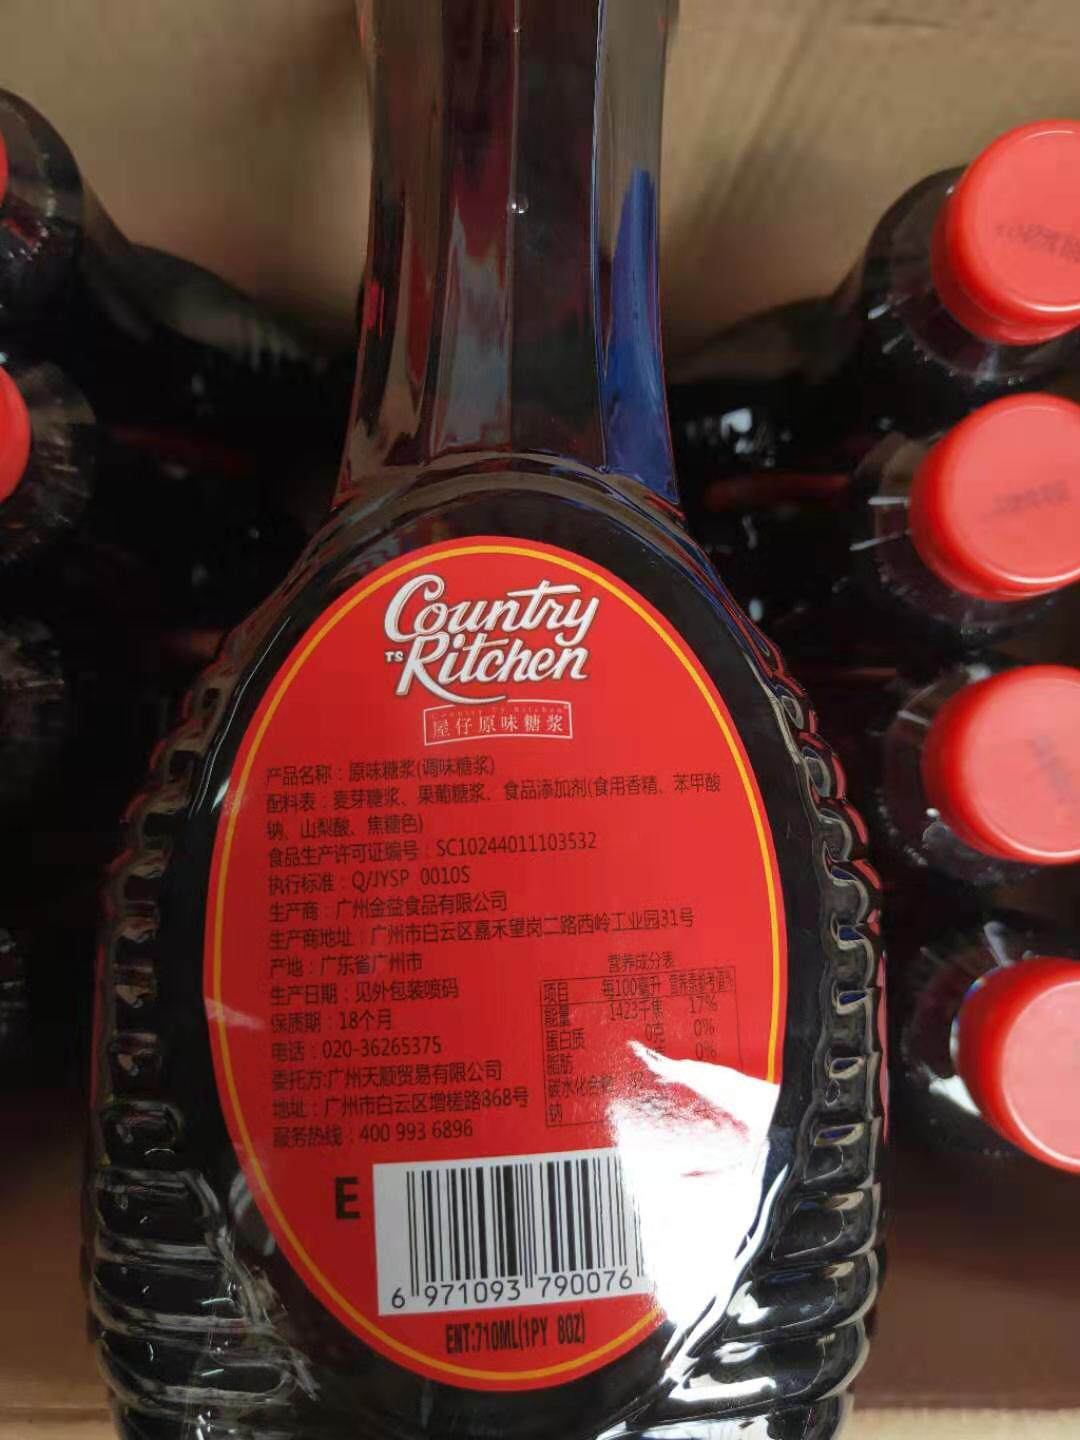 Country
TS Kitchen
屋仔原味糖浆
产品名称：原味糖浆(调味糖浆)
配料表：麦芽糖浆、果葡糖浆、食品添加剂(食用香精、苯甲酸
钠、山梨酸、焦糖色)
食品生产许可证编号：SC10244011103532
执行标准：Q/JYSP 0010S
生产商：广州金益食品有限公司
生产商地址：广州市白云区嘉禾望岗二路西岭工业园31号
产地：广东省广州市
生产日期：见外包装喷码
保质期：18个月
电话：020-36265375
委托方:广州天顺贸易有限公司
地址：广州市白云区增槎路868号
服务热线：400 993 6896
营养成分表
项目 每100毫升 营养素参考值%
能量 1423千焦 17%
蛋白质 0克 0%
脂肪 0%
碳水化合物
钠
E
6 971093 790076
ENT:710ML(1PY 8OZ)